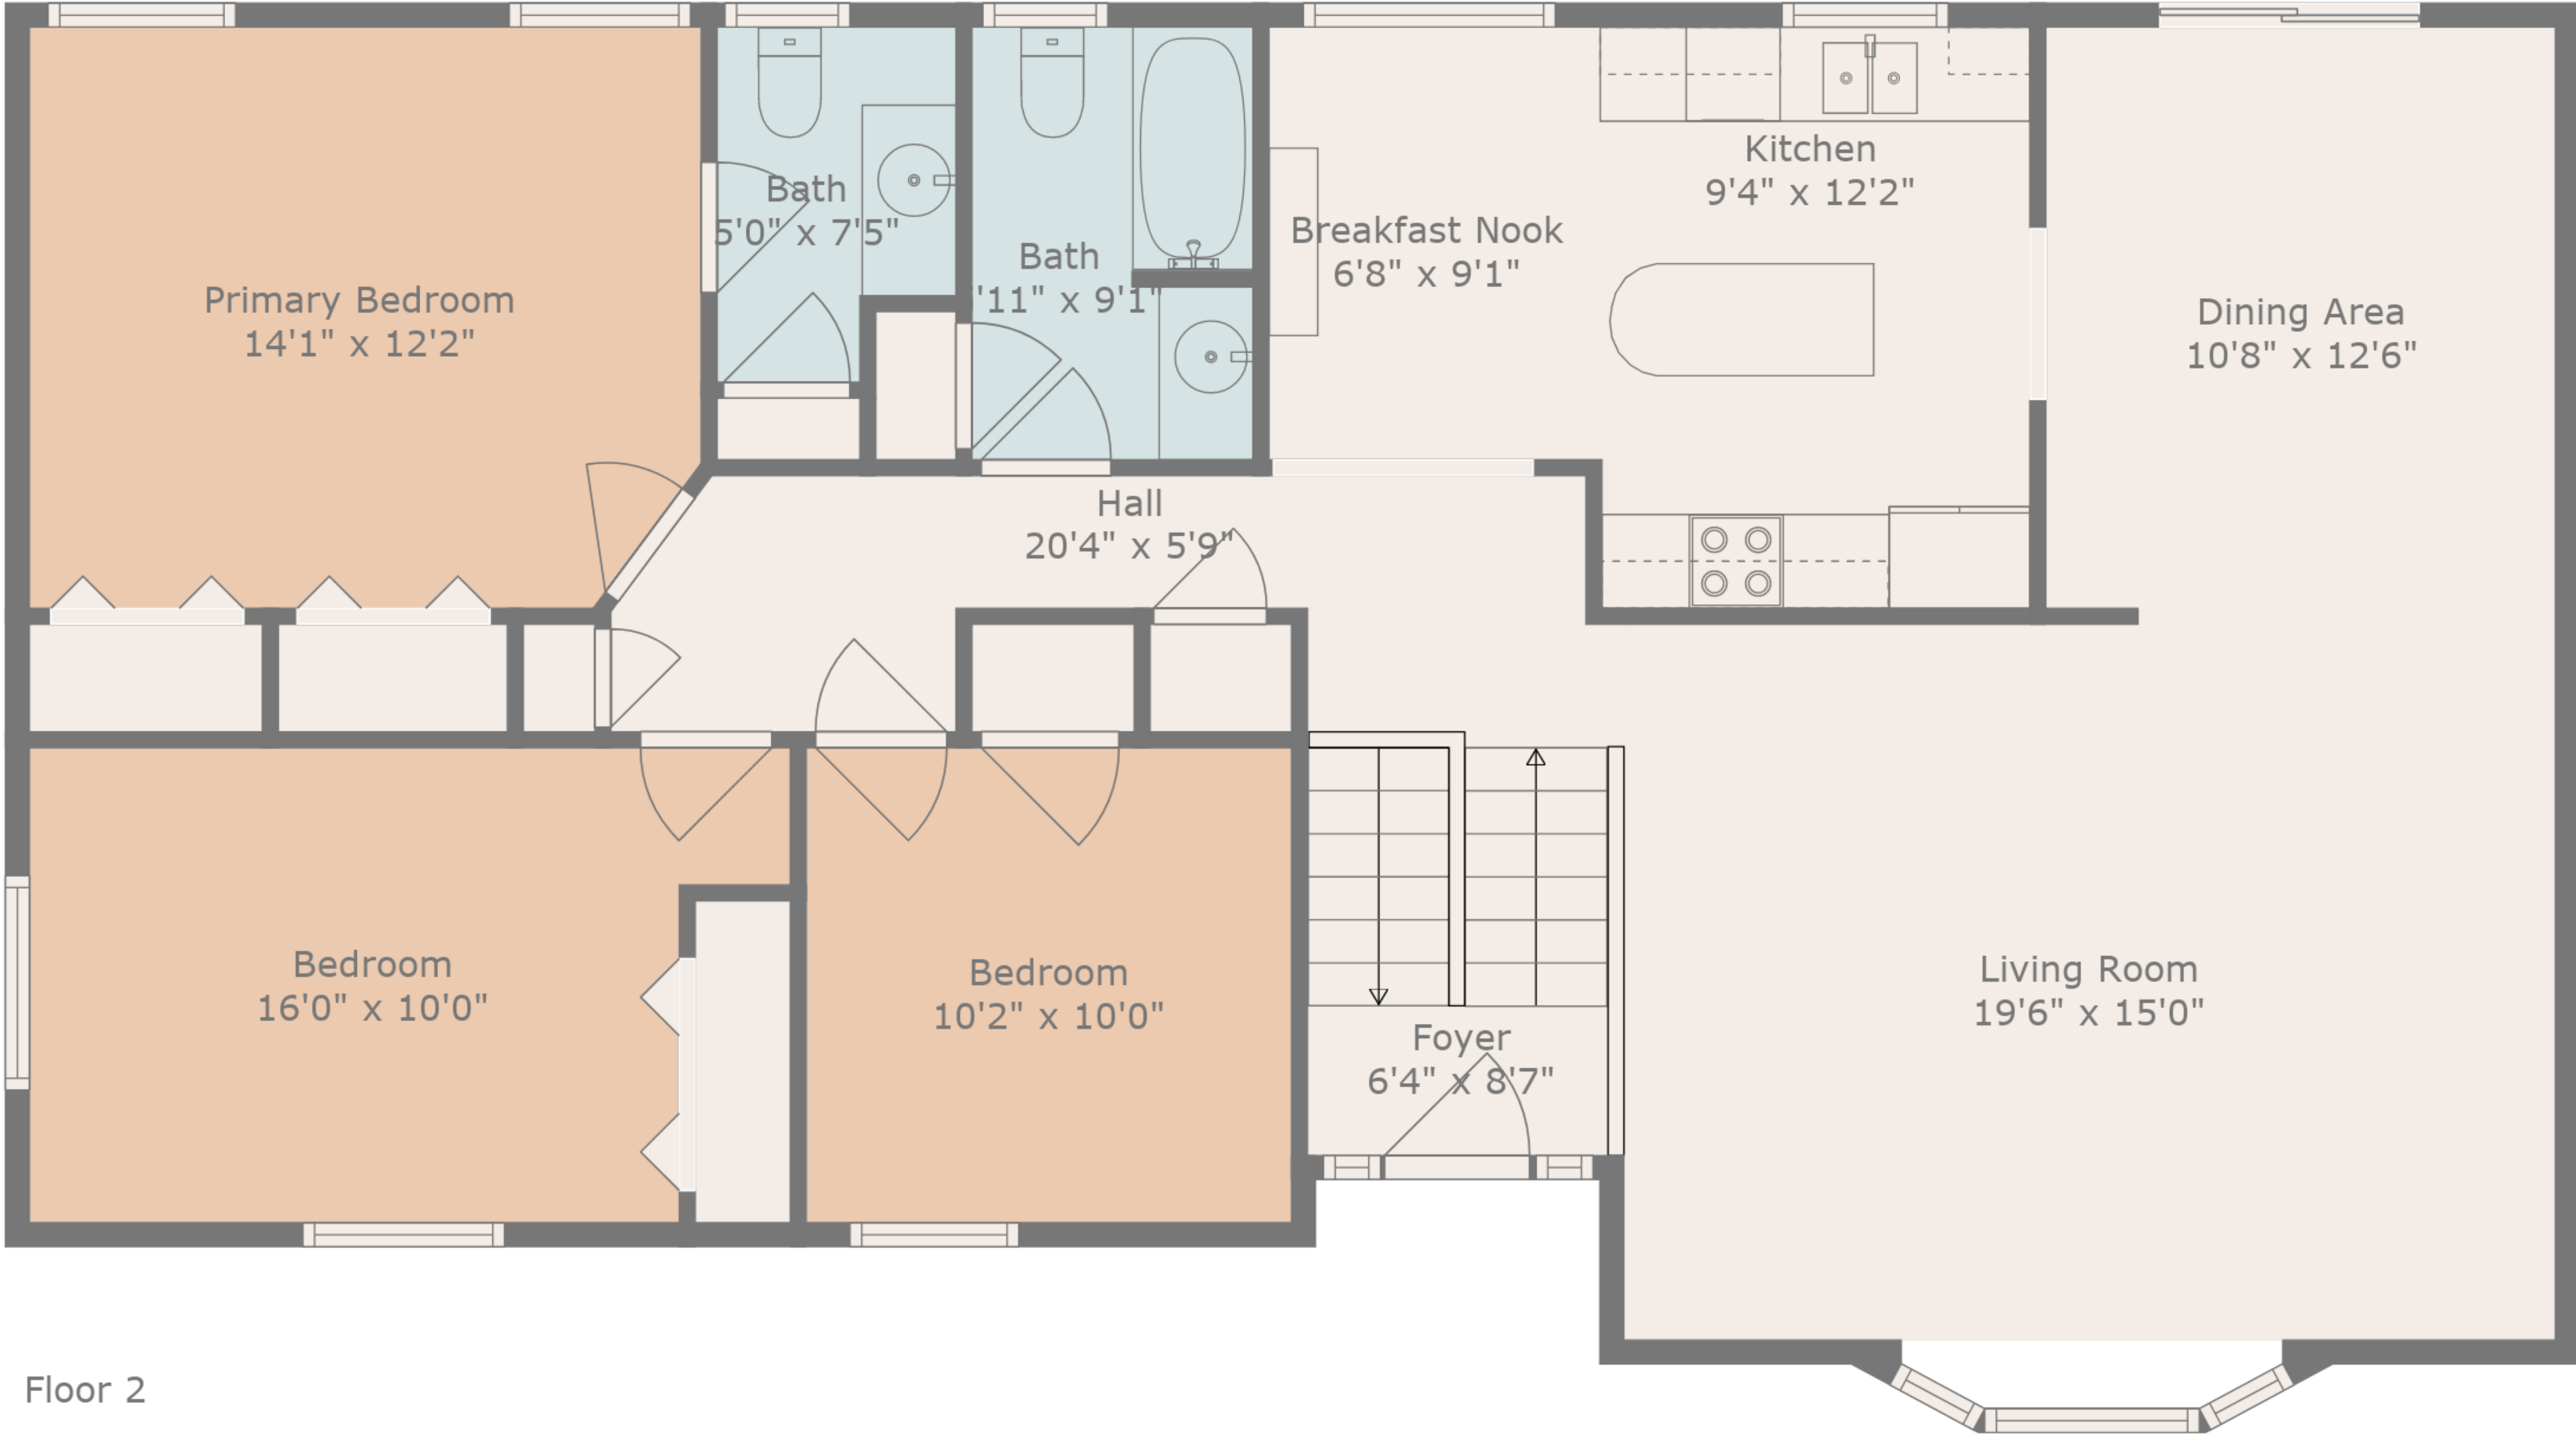 Bath
5'0" x 7'5"
Kitchen
9'4" x 12'2"
Breakfast Nook
6'8" x 9'1"
Bath
'11" x 9'1"
Primary Bedroom
14'1" x 12'2"
Dining Area
10'8" x 12'6"
Hall
20'4" x 5'9"
Bedroom
16'0" x 10'0"
Bedroom
10'2" x 10'0"
Living Room
19'6" x 15'0"
Foyer
6'4" x 8'7"
Floor 2